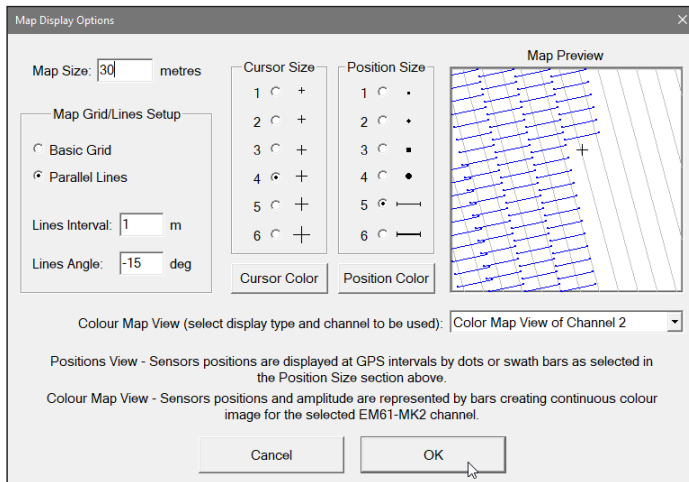 Map Display Options
Map Size: 30 metres
Map Grid/Lines Setup
Basic Grid
Parallel Lines
Lines Interval: 1 m
Lines Angle: -15 deg
Cursor Size
1
2
3
4
5
6
Cursor Color
Position Size
1
2
3
4
5
6
Position Color
Map Preview
Colour Map View (select display type and channel to be used): Color Map View of Channel 2
Positions View - Sensors positions are displayed at GPS intervals by dots or swath bars as selected in
the Position Size section above.
Colour Map View - Sensors positions and amplitude are represented by bars creating continuous colour
image for the selected EM61-MK2 channel.
Cancel
OK